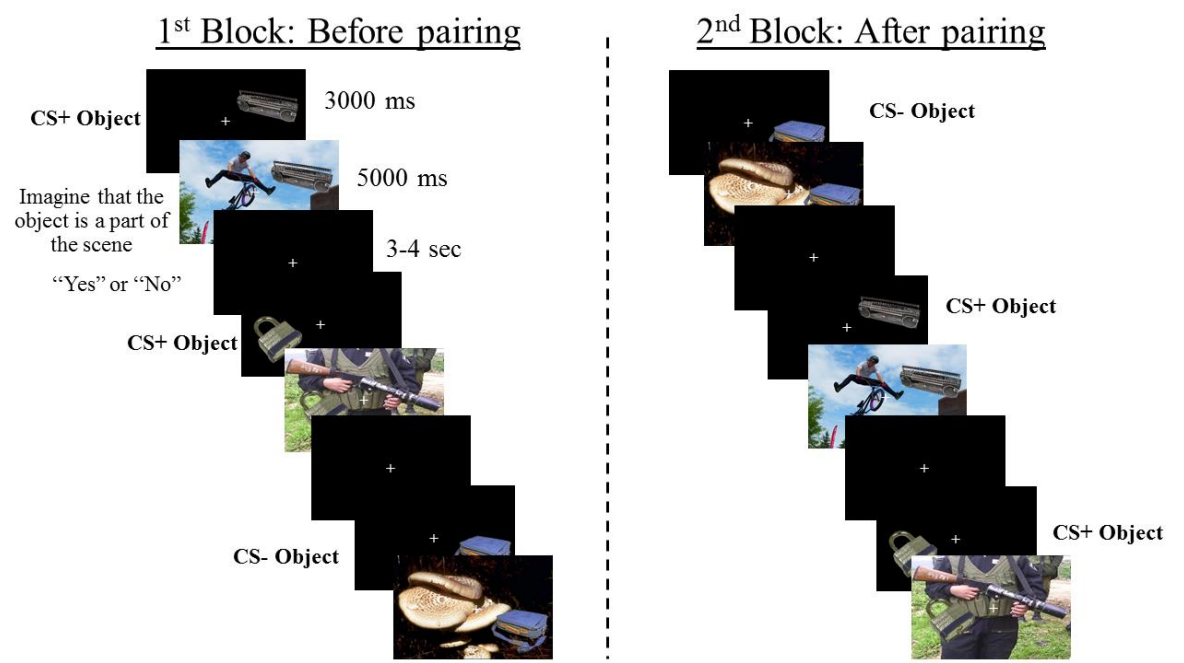 1st Block: Before pairing
CS+ Object
3000 ms
5000 ms
Imagine that the
object is a part of
the scene
3-4 sec
“Yes” or “No”
CS+ Object
CS- Object
2nd Block: After pairing
CS- Object
CS+ Object
CS+ Object